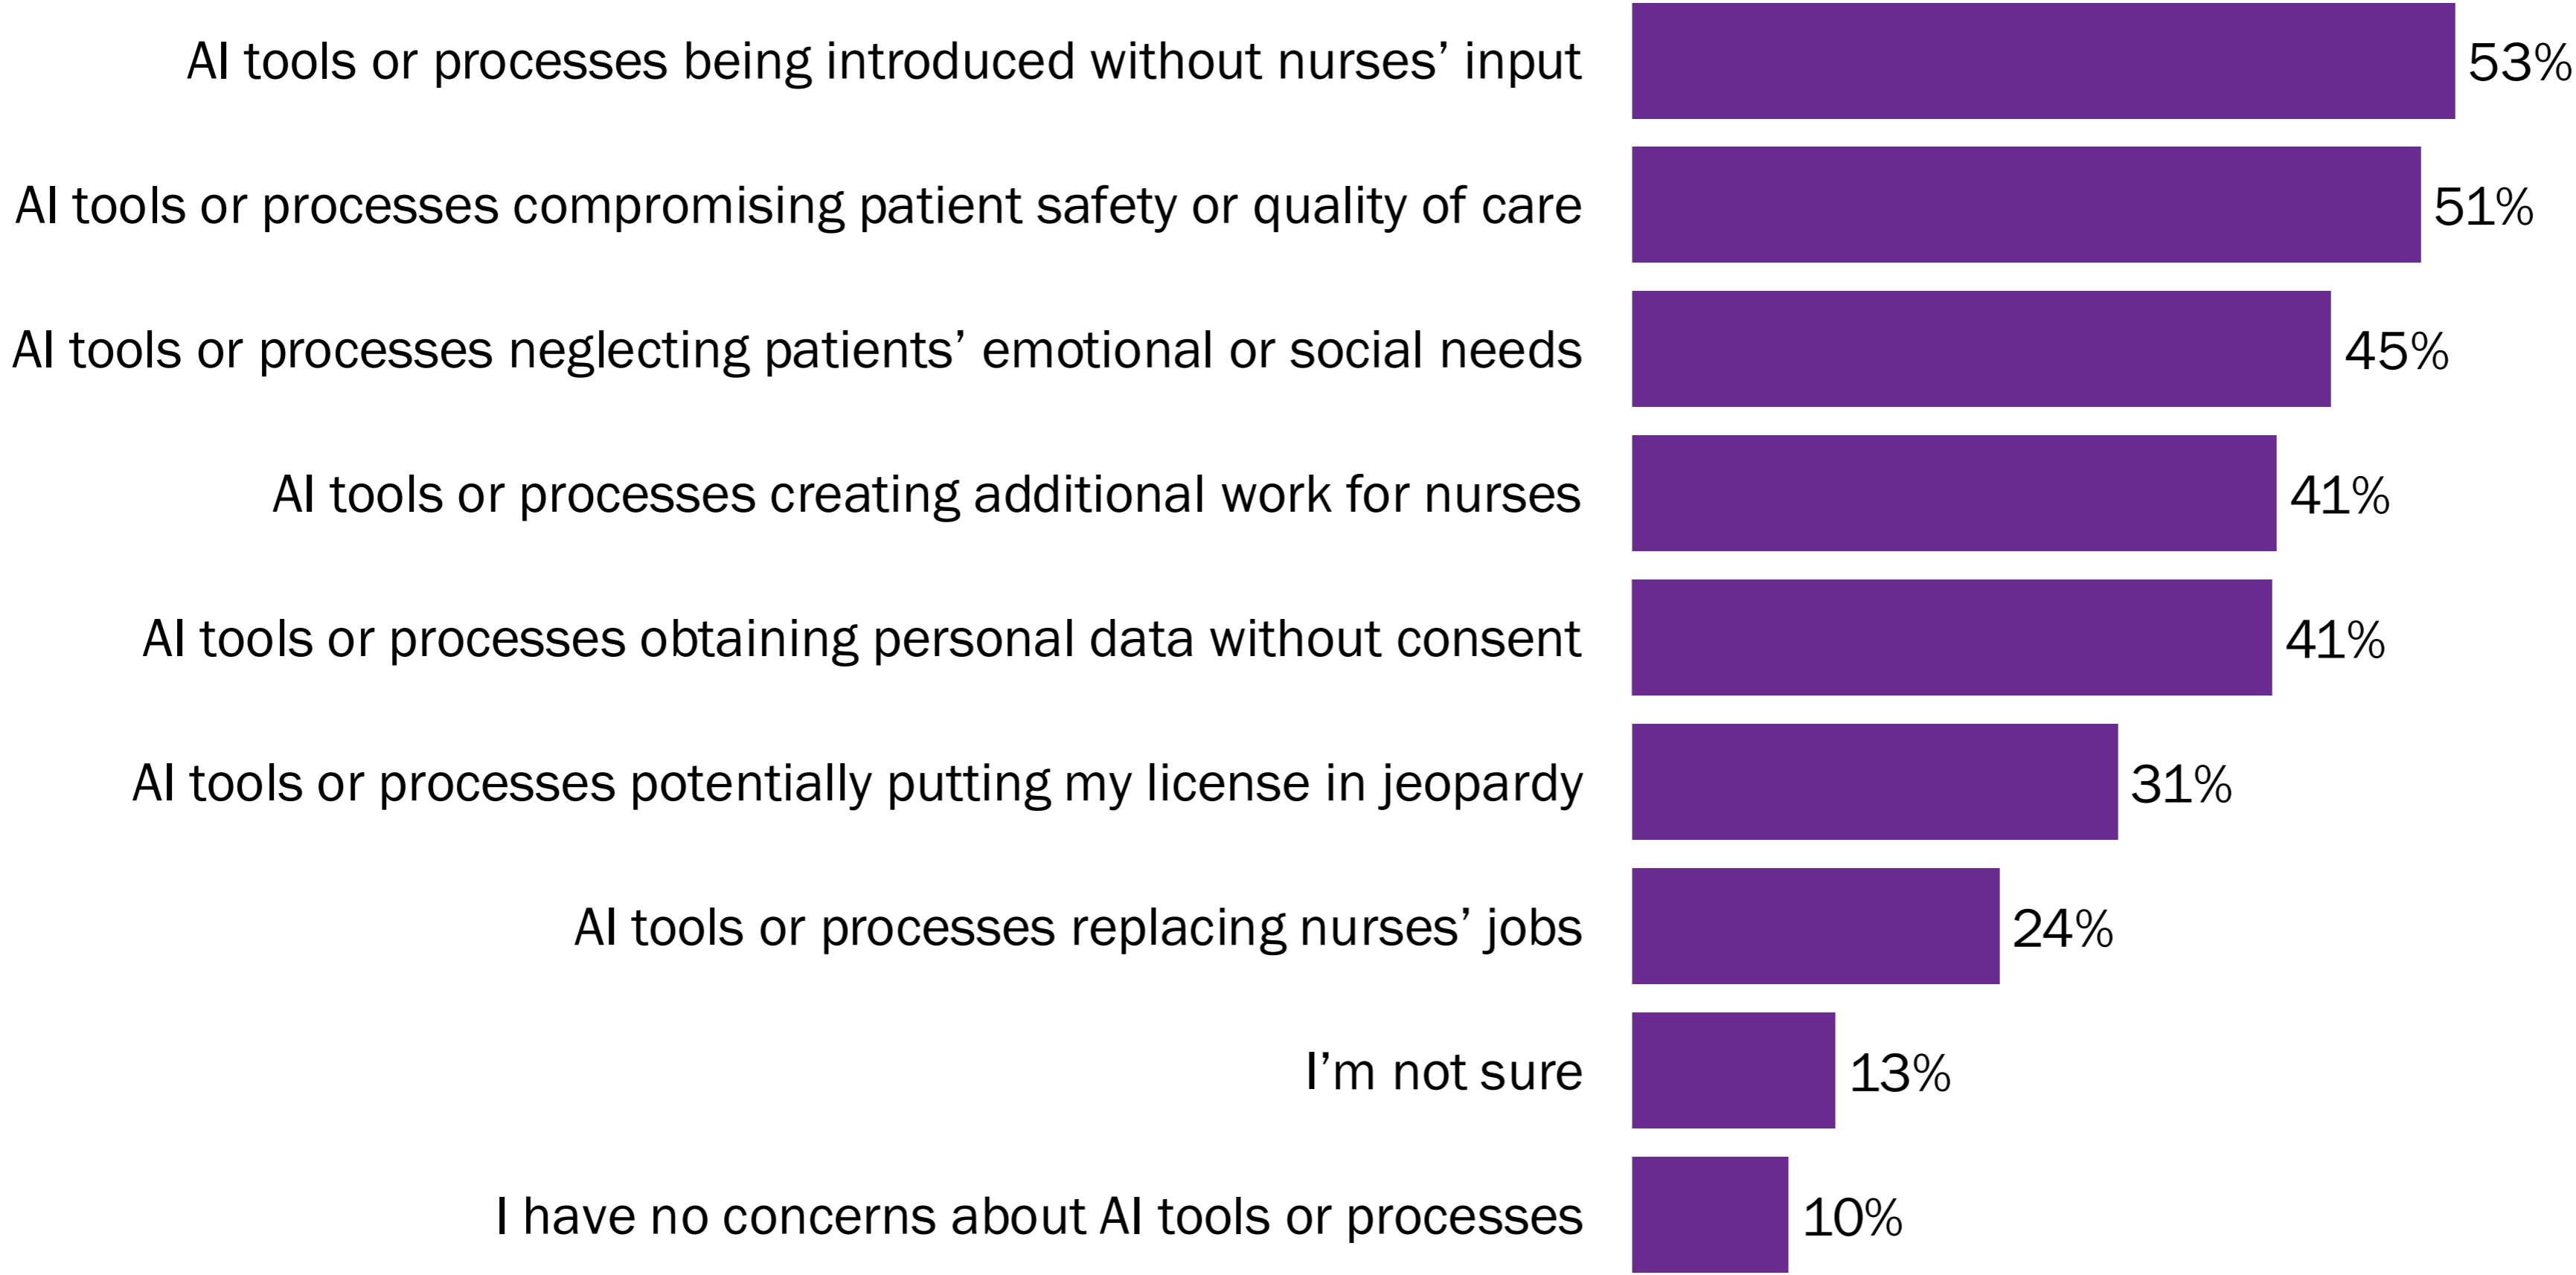 AI tools or processes being introduced without nurses’ input 53%
AI tools or processes compromising patient safety or quality of care 51%
AI tools or processes neglecting patients’ emotional or social needs 45%
AI tools or processes creating additional work for nurses 41%
AI tools or processes obtaining personal data without consent 41%
AI tools or processes potentially putting my license in jeopardy 31%
AI tools or processes replacing nurses’ jobs 24%
I’m not sure 13%
I have no concerns about AI tools or processes 10%